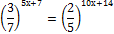 (3/7)^(5x+7) = (2/5)^(10x+14)